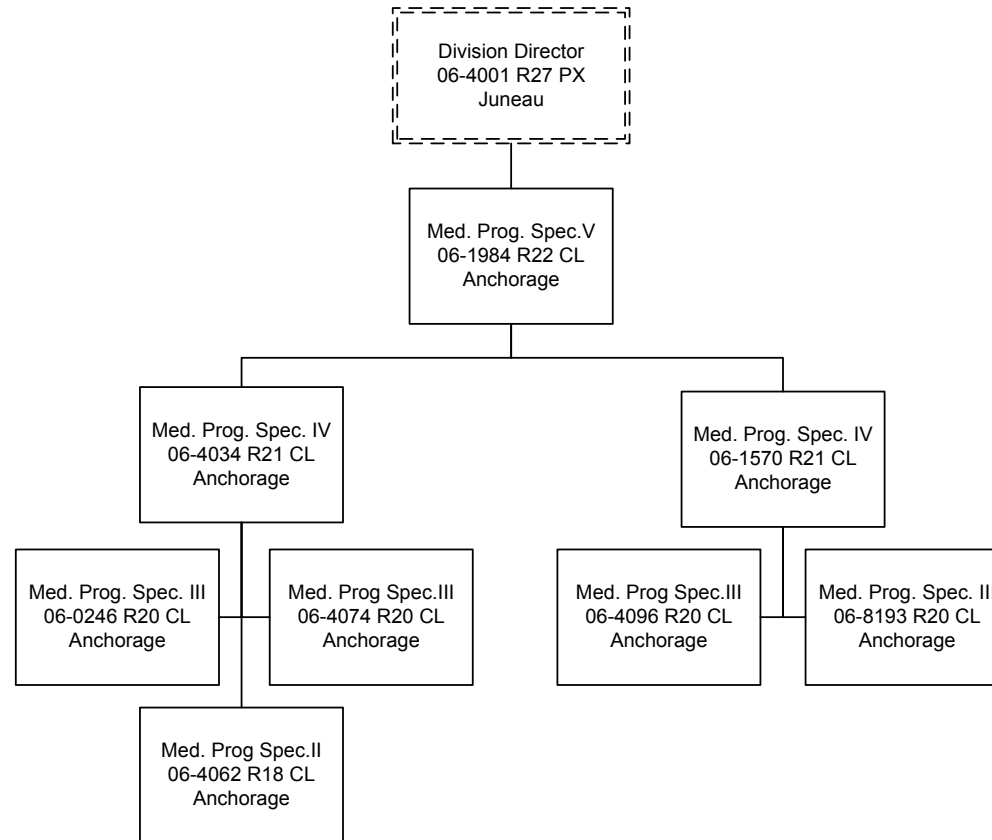 Division Director
06-4001 R27 PX
Juneau
Med. Prog. Spec.V
06-1984 R22 CL
Anchorage
Med. Prog. Spec. IV
06-4034 R21 CL
Anchorage
Med. Prog. Spec. IV
06-1570 R21 CL
Anchorage
Med. Prog. Spec. III
06-0246 R20 CL
Anchorage
Med. Prog Spec.III
06-4074 R20 CL
Anchorage
Med. Prog Spec.III
06-4096 R20 CL
Anchorage
Med. Prog. Spec. III
06-8193 R20 CL
Anchorage
Med. Prog Spec.II
06-4062 R18 CL
Anchorage